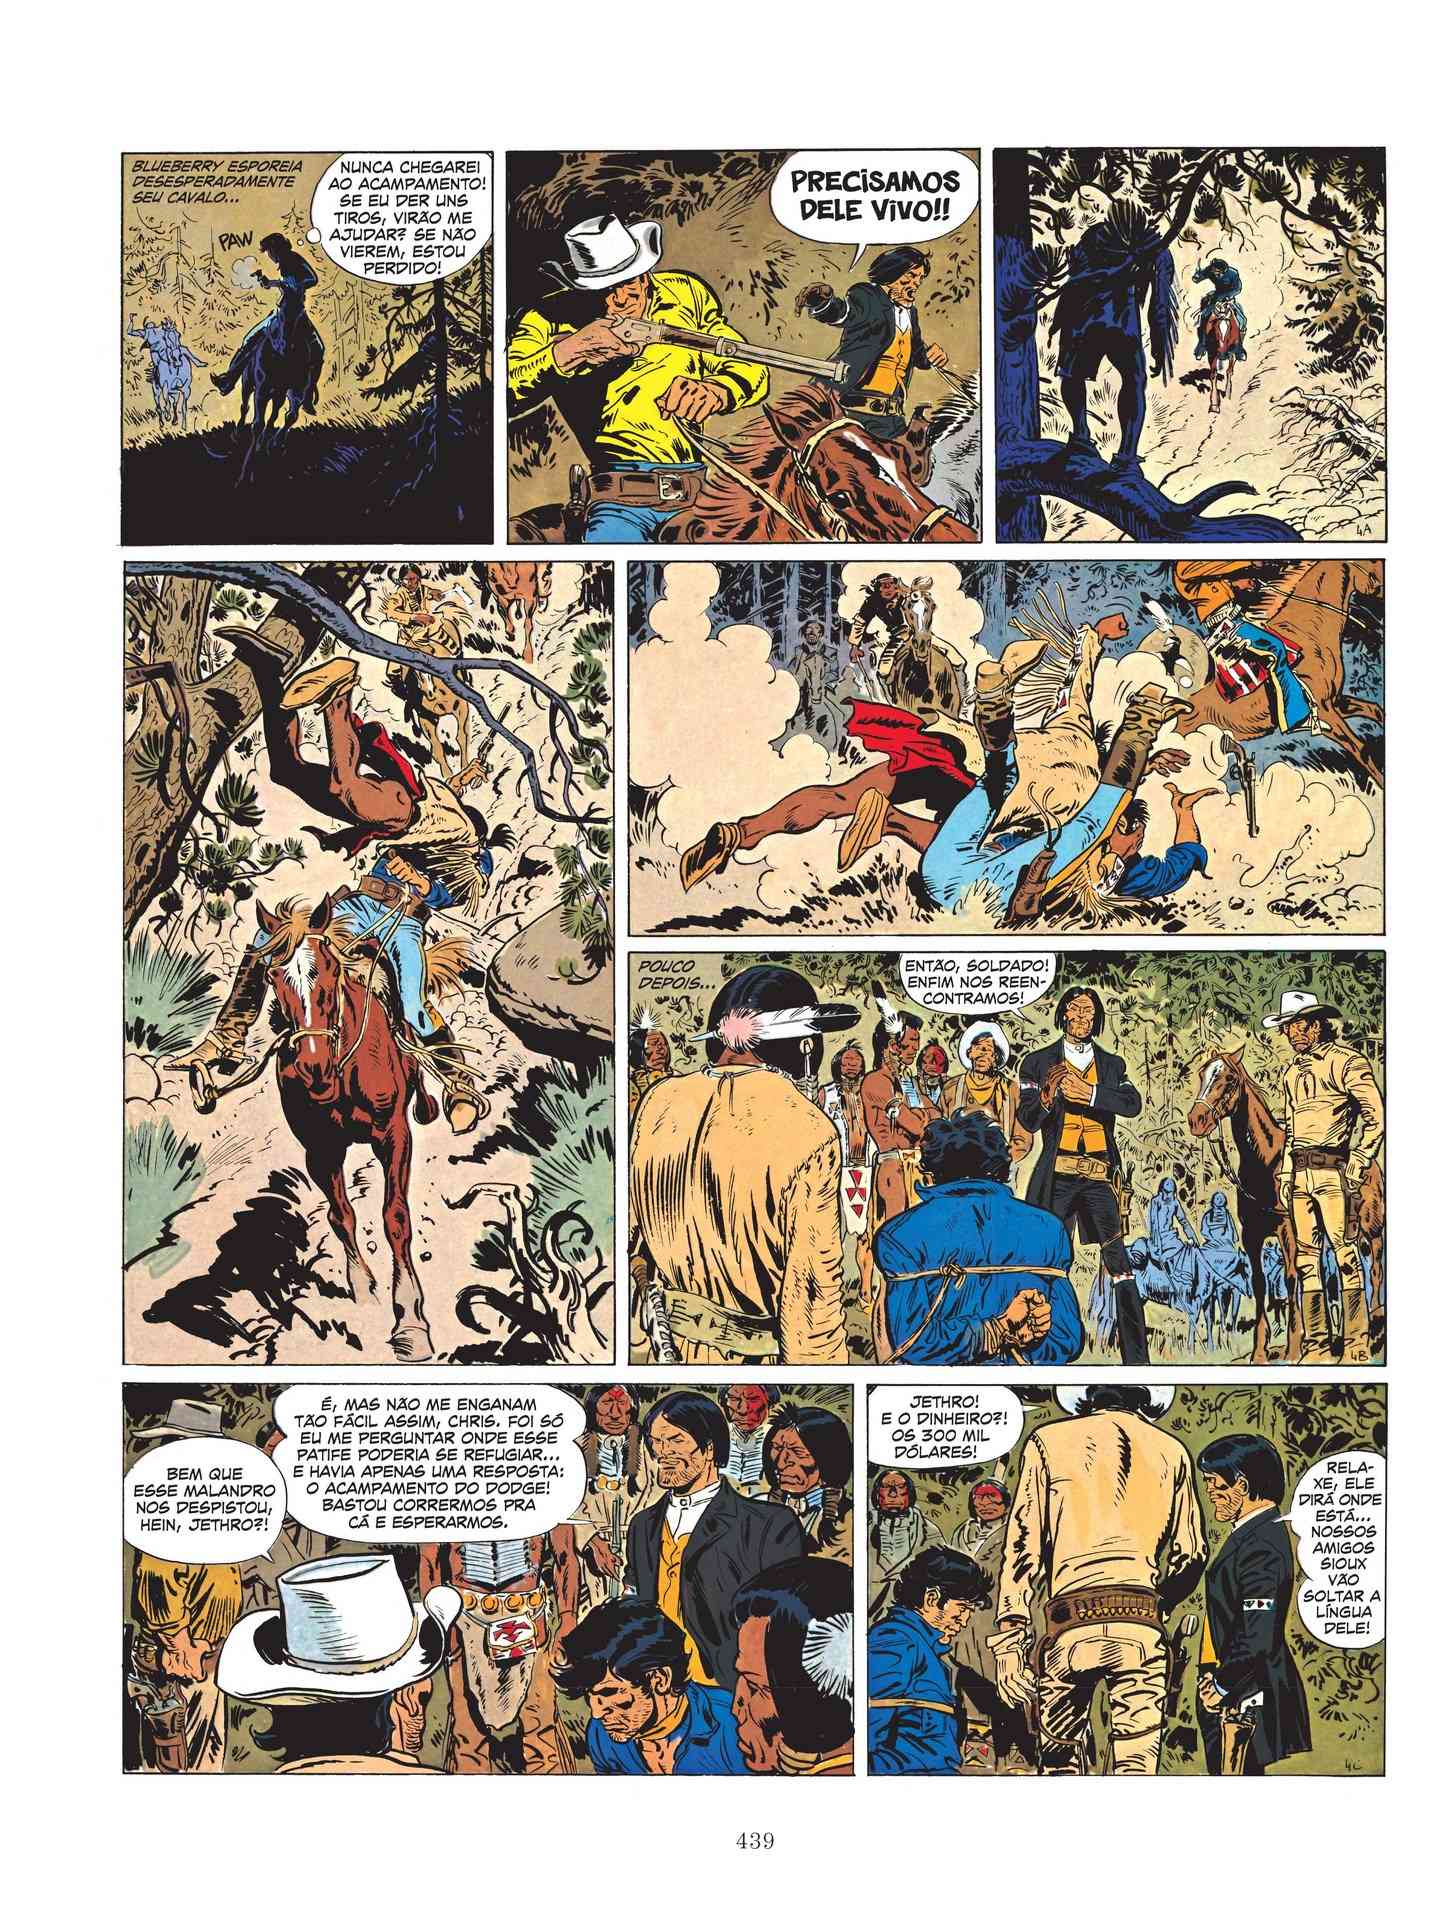 BLUEBERRY ESPOREIA
DESESPERADAMENTE
SEU CAVALO...
NUNCA CHEGAREI
AO ACAMPAMENTO!
SE EU DER UNS
TIROS, VIRÃO ME
AJUDAR? SE NÃO
VIEREM, ESTOU
PERDIDO!
PAW
PRECISAMOS
DELE VIVO!!
4A
POUCO
DEPOIS...
ENTÃO, SOLDADO!
ENFIM NOS REEN-
CONTRAMOS!
4B
BEM QUE
ESSE MALANDRO
NOS DESPISTOU,
HEIN, JETHRO?!
É, MAS NÃO ME ENGANAM
TÃO FÁCIL ASSIM, CHRIS. FOI SÓ
EU ME PERGUNTAR ONDE ESSE
PATIFE PODERIA SE REFUGIAR...
E HAVIA APENAS UMA RESPOSTA:
O ACAMPAMENTO DO DODGE!
BASTOU CORRERMOS PRA
CÁ E ESPERARMOS.
JETHRO!
E O DINHEIRO?!
OS 300 MIL
DÓLARES!
RELA-
XE, ELE
DIRÁ ONDE
ESTÁ...
NOSSOS
AMIGOS
SIOUX
VÃO
SOLTAR A
LÍNGUA
DELE!
4C
439